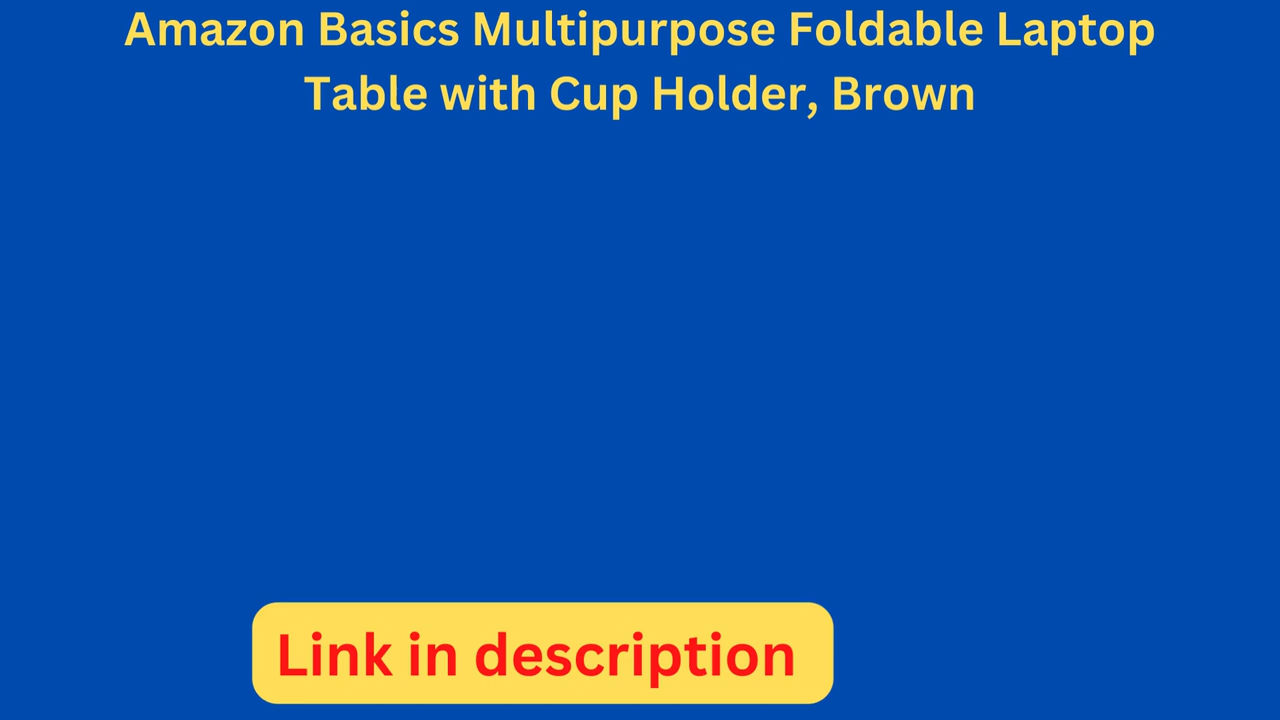 Amazon Basics Multipurpose Foldable Laptop
Table with Cup Holder, Brown
Link in description